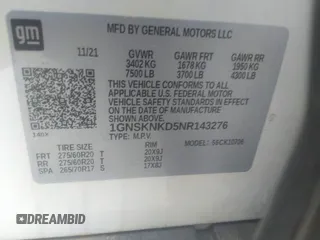 gm
MFD BY GENERAL MOTORS LLC
11/21 GVWR GAWR FRT GAWR RR
3402 KG 1678 KG 1950 KG
7500 LB 3700 LB 4300 LB
THIS VEHICLE CONFORMS TO ALL
APPLICABLE U.S. FEDERAL MOTOR
VEHICLE SAFETY STANDARDS IN
EFFECT ON THE DATE OF
MANUFACTURE SHOWN ABOVE.
1GNSKNKD5NR143276
TYPE: M.P.V.
TIRE SIZE RIM MODEL:
FRT 275/60R20 T 20X9J
RR 275/60R20 T 20X9J
SPA 265/70R17 S 17X8J
DEALERSHIPS